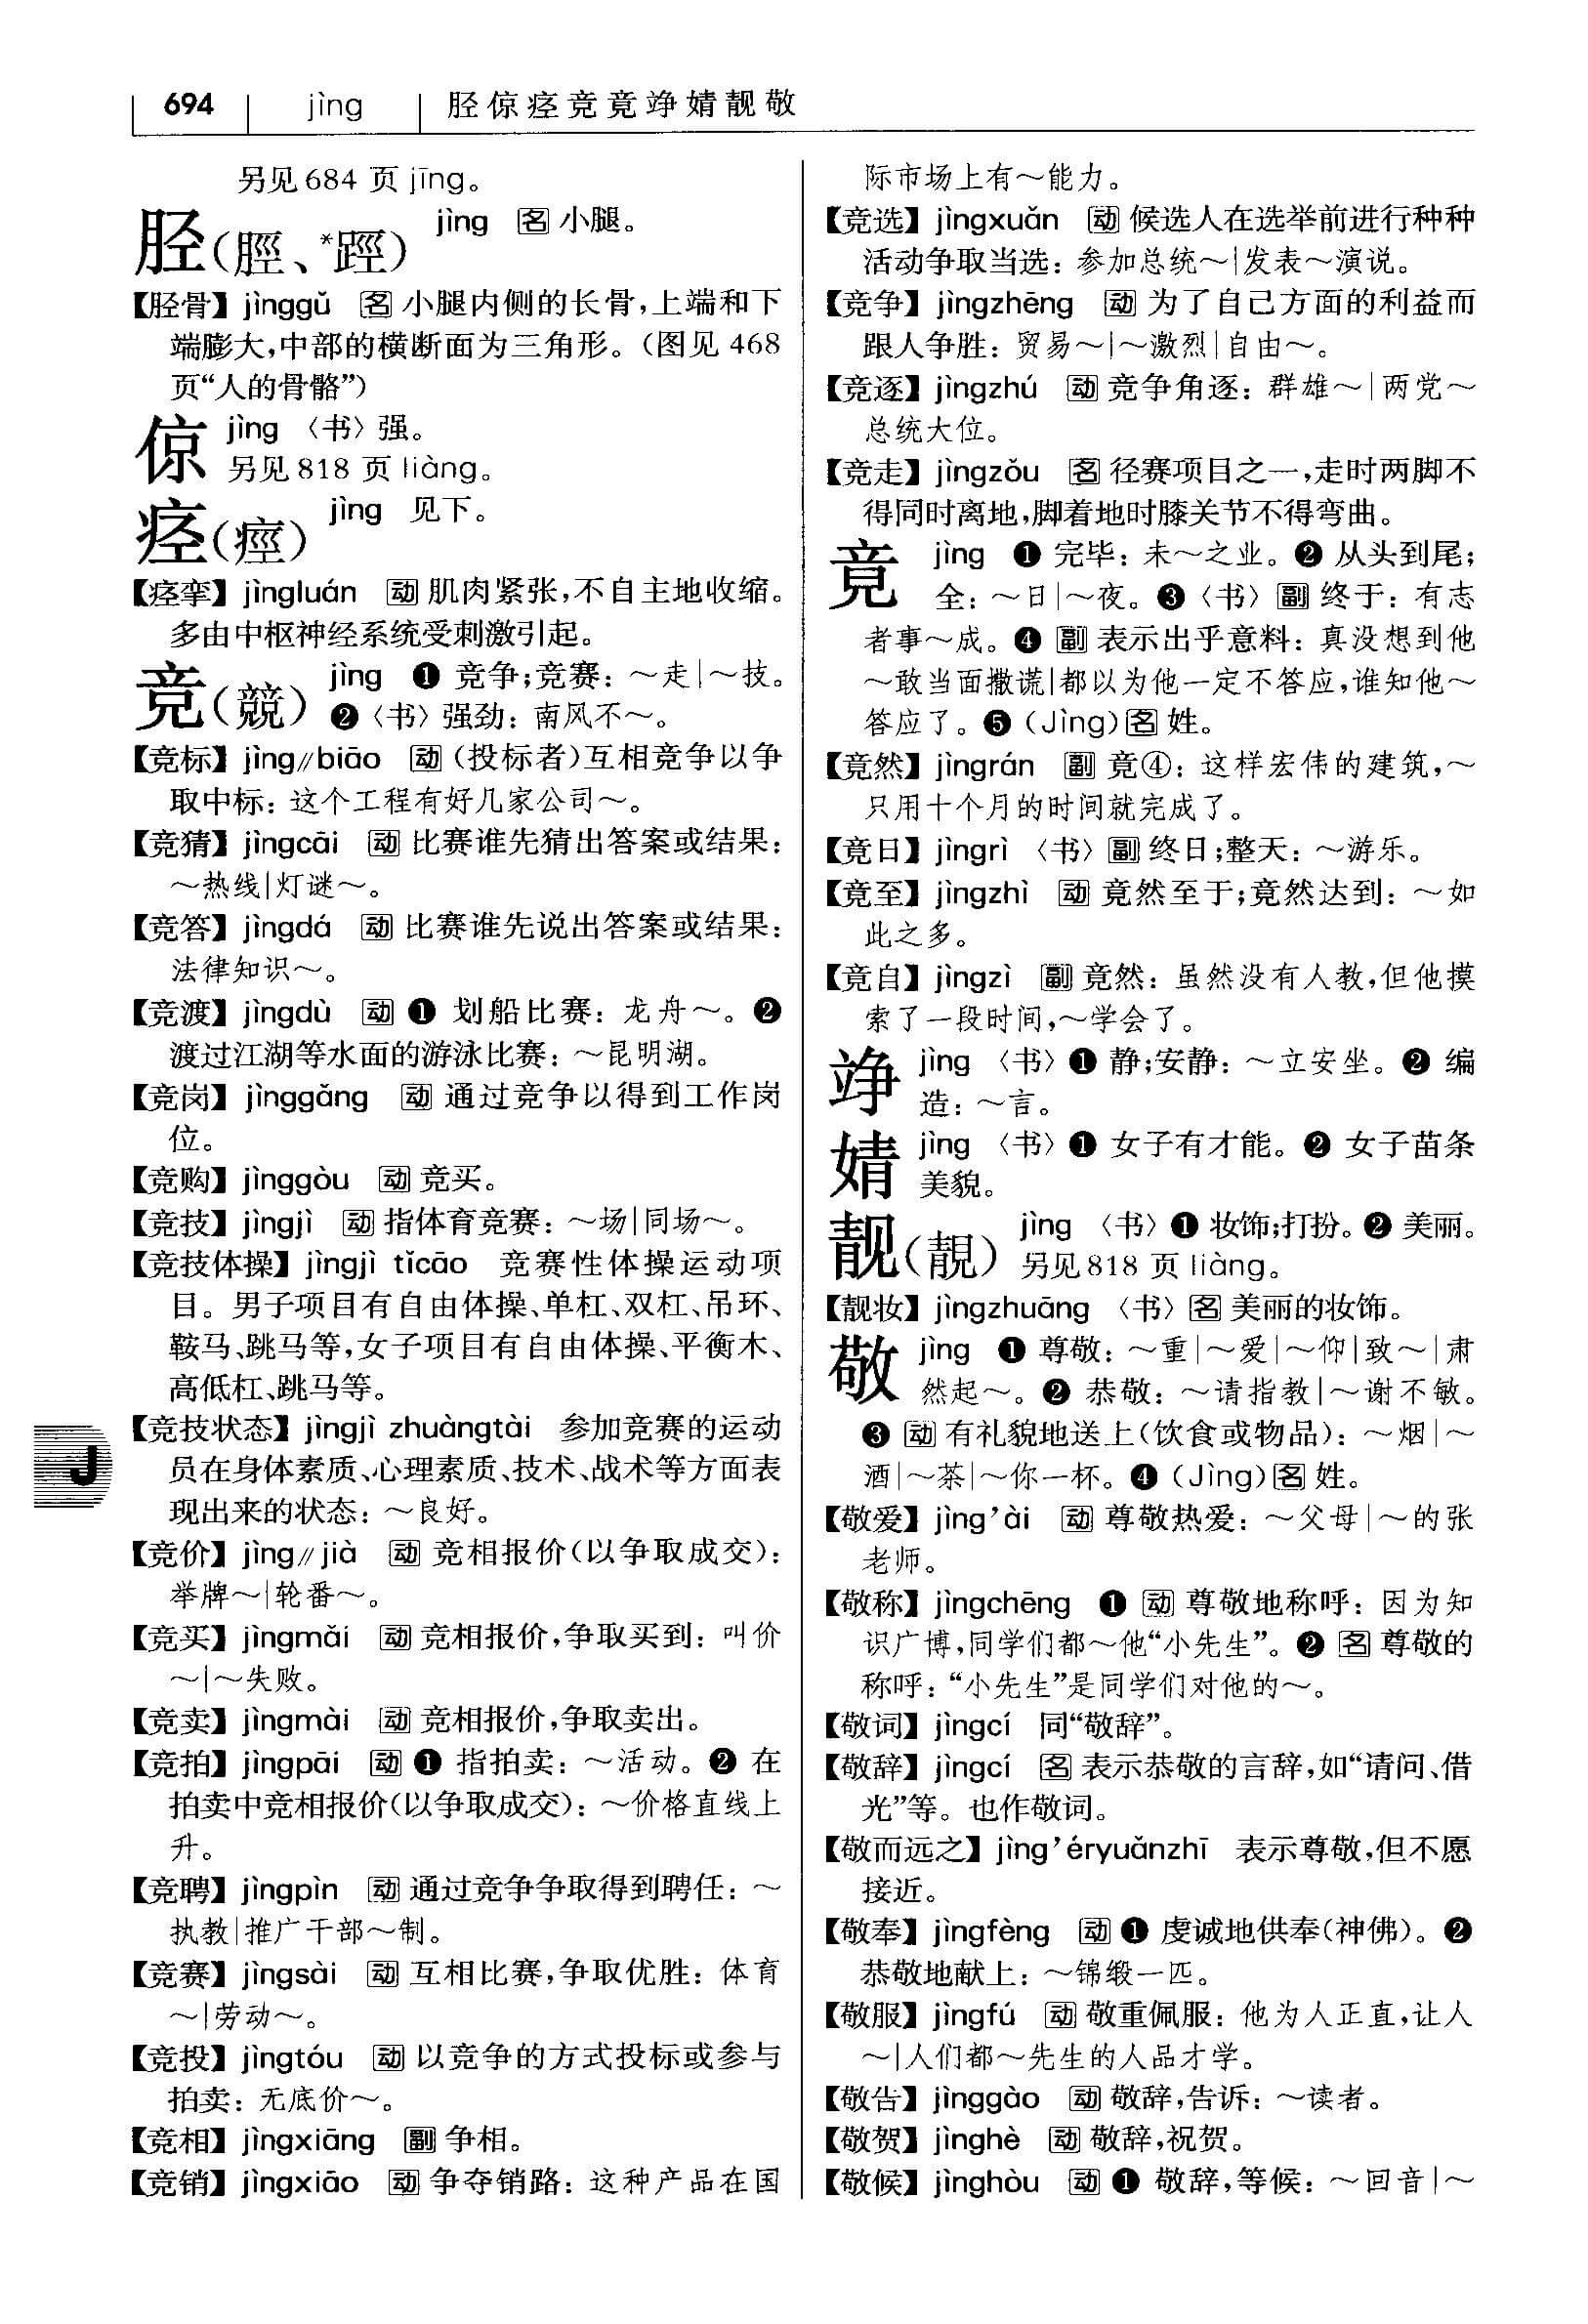 694 jìng 胫倞痉竞竟竫婧靓敬
另见684 页 jīng。
胫(脛、*踁) jìng 名 小腿。
【胫骨】jìnggǔ 名 小腿内侧的长骨,上端和下
端膨大,中部的横断面为三角形。(图见 468
页“人的骨骼”)
倞 jìng 〈书〉强。
另见818 页 liàng。
痉(痙) jìng 见下。
【痉挛】jìngluán 动 肌肉紧张,不自主地收缩。
多由中枢神经系统受刺激引起。
竞(競) jìng ❶ 竞争;竞赛:～走|～技。
❷〈书〉强劲:南风不～。
【竞标】jìng//biāo 动 (投标者)互相竞争以争
取中标:这个工程有好几家公司～。
【竞猜】jìngcāi 动 比赛谁先猜出答案或结果:
～热线|灯谜～。
【竞答】jìngdá 动 比赛谁先说出答案或结果:
法律知识～。
【竞渡】jìngdù 动 ❶ 划船比赛:龙舟～。❷
渡过江湖等水面的游泳比赛:～昆明湖。
【竞岗】jìnggǎng 动 通过竞争以得到工作岗
位。
【竞购】jìnggòu 动 竞买。
【竞技】jìngjì 动 指体育竞赛:～场|同场～。
【竞技体操】jìngjì tǐcāo 竞赛性体操运动项
目。男子项目有自由体操、单杠、双杠、吊环、
鞍马、跳马等,女子项目有自由体操、平衡木、
高低杠、跳马等。
【竞技状态】jìngjì zhuàngtài 参加竞赛的运动
员在身体素质、心理素质、技术、战术等方面表
现出来的状态:～良好。
【竞价】jìng//jià 动 竞相报价(以争取成交):
举牌～|轮番～。
【竞买】jìngmǎi 动 竞相报价,争取买到:叫价
～|～失败。
【竞卖】jìngmài 动 竞相报价,争取卖出。
【竞拍】jìngpāi 动 ❶ 指拍卖:～活动。❷ 在
拍卖中竞相报价(以争取成交):～价格直线上
升。
【竞聘】jìngpìn 动 通过竞争争取得到聘任:～
执教|推广干部～制。
【竞赛】jìngsài 动 互相比赛,争取优胜:体育
～|劳动～。
【竞投】jìngtóu 动 以竞争的方式投标或参与
拍卖:无底价～。
【竞相】jìngxiāng 副 争相。
【竞销】jìngxiāo 动 争夺销路:这种产品在国
J
际市场上有～能力。
【竞选】jìngxuǎn 动 候选人在选举前进行种种
活动争取当选:参加总统～|发表～演说。
【竞争】jìngzhēng 动 为了自己方面的利益而
跟人争胜:贸易～|～激烈|自由～。
【竞逐】jìngzhú 动 竞争角逐:群雄～|两党～
总统大位。
【竞走】jìngzǒu 名 径赛项目之一,走时两脚不
得同时离地,脚着地时膝关节不得弯曲。
竟 jìng ❶ 完毕:未～之业。❷ 从头到尾;
全:～日|～夜。❸〈书〉副 终于:有志
者事～成。❹ 副 表示出乎意料:真没想到他
～敢当面撒谎|都以为他一定不答应,谁知他～
答应了。❺ (Jìng)名 姓。
【竟然】jìngrán 副 竟④:这样宏伟的建筑,～
只用十个月的时间就完成了。
【竟日】jìngrì 〈书〉副 终日;整天:～游乐。
【竟至】jìngzhì 动 竟然至于;竟然达到:～如
此之多。
【竟自】jìngzì 副 竟然:虽然没有人教,但他摸
索了一段时间,～学会了。
竫 jìng 〈书〉❶ 静;安静:～立安坐。❷ 编
造:～言。
婧 jìng 〈书〉❶ 女子有才能。❷ 女子苗条
美貌。
靓(靚) jìng 〈书〉❶ 妆饰;打扮。❷ 美丽。
另见818 页 liàng。
【靓妆】jìngzhuāng 〈书〉名 美丽的妆饰。
敬 jìng ❶ 尊敬:～重|～爱|～仰|致～|肃
然起～。❷ 恭敬:～请指教|～谢不敏。
❸ 动 有礼貌地送上(饮食或物品):～烟|～
酒|～茶|～你一杯。❹ (Jìng)名 姓。
【敬爱】jìng’ài 动 尊敬热爱:～父母|～的张
老师。
【敬称】jìngchēng ❶ 动 尊敬地称呼:因为知
识广博,同学们都～他“小先生”。❷ 名 尊敬的
称呼:“小先生”是同学们对他的～。
【敬词】jìngcí 同“敬辞”。
【敬辞】jìngcí 名 表示恭敬的言辞,如“请问、借
光”等。也作敬词。
【敬而远之】jìng’éryuǎnzhī 表示尊敬,但不愿
接近。
【敬奉】jìngfèng 动 ❶ 虔诚地供奉(神佛)。❷
恭敬地献上:～锦缎一匹。
【敬服】jìngfú 动 敬重佩服:他为人正直,让人
～|人们都～先生的人品才学。
【敬告】jìnggào 动 敬辞,告诉:～读者。
【敬贺】jìnghè 动 敬辞,祝贺。
【敬候】jìnghòu 动 ❶ 敬辞,等候:～回音|～